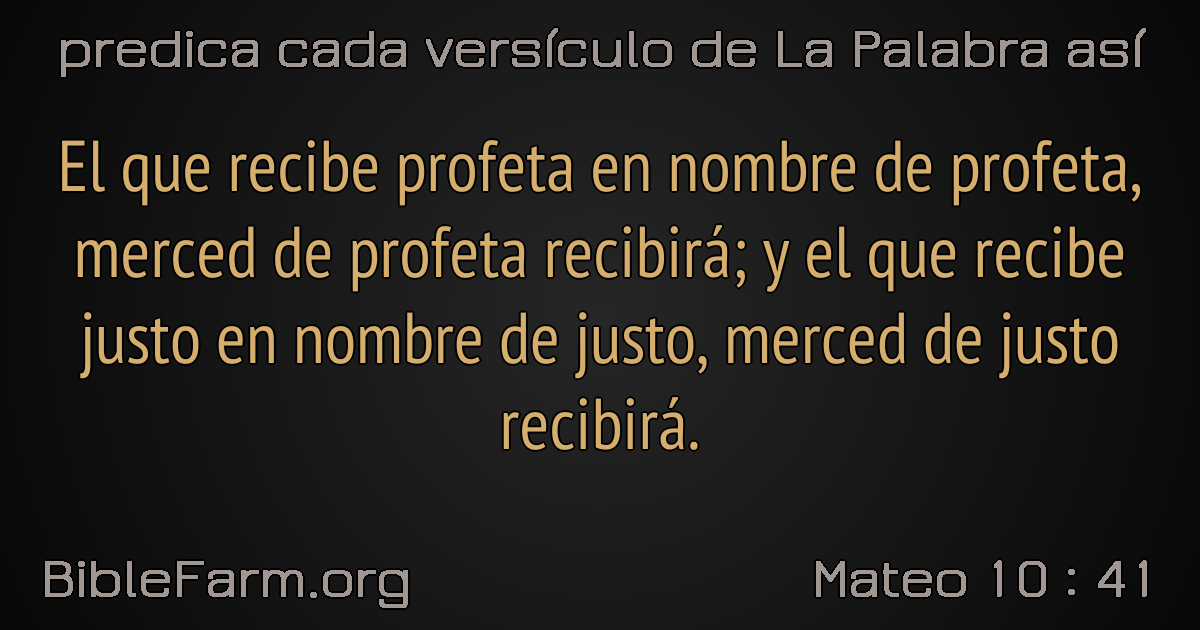 predica cada versículo de La Palabra así
El que recibe profeta en nombre de profeta,
merced de profeta recibirá; y el que recibe
justo en nombre de justo, merced de justo
recibirá.
BibleFarm.org
Mateo 10 : 41